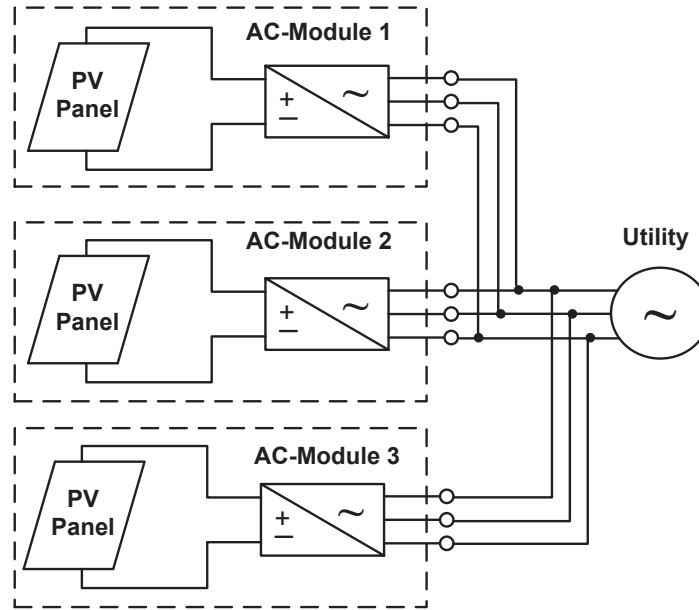 AC-Module 1
PV
Panel
+
−
~
AC-Module 2
Utility
PV
Panel
+
−
~
~
AC-Module 3
PV
Panel
+
−
~